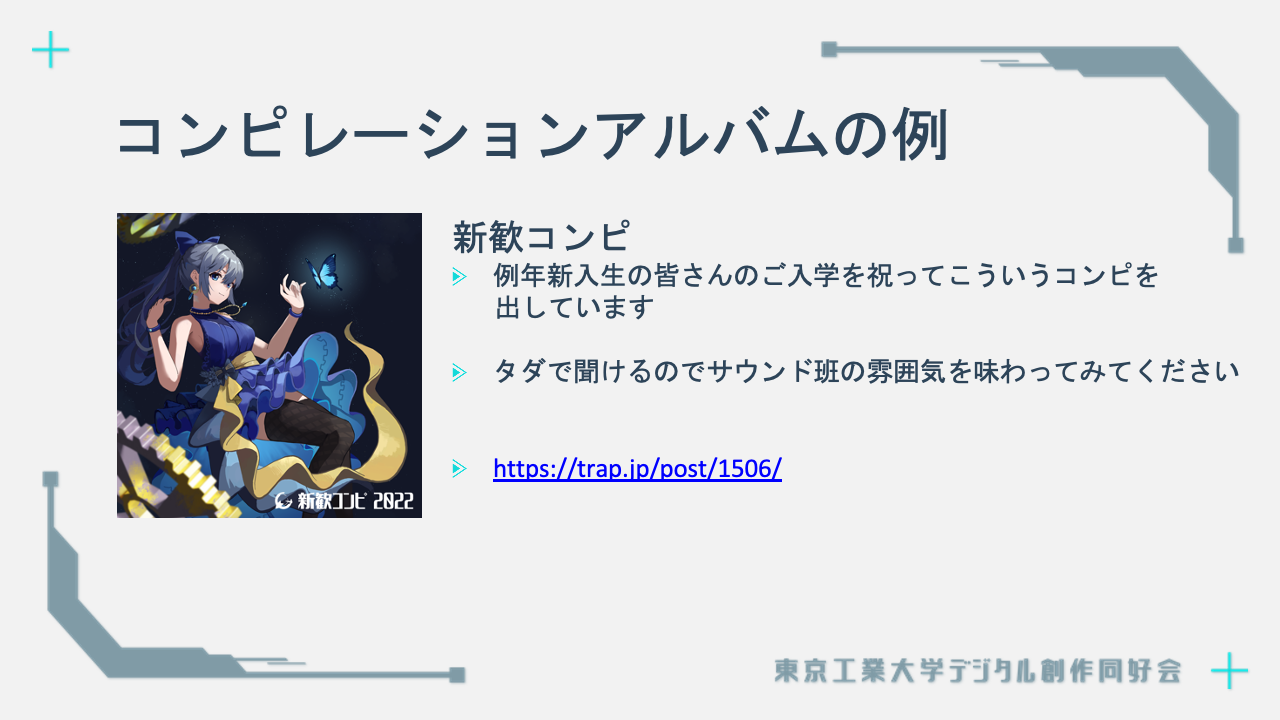 コンピレーションアルバムの例
新歓コンピ
例年新入生の皆さんのご入学を祝ってこういうコンピを
出しています
タダで聞けるのでサウンド班の雰囲気を味わってみてください
https://trap.jp/post/1506/
新歓コンピ 2022
東京工業大学デジタル創作同好会